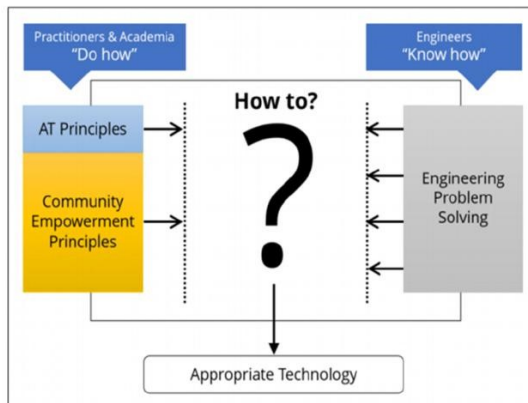 Practitioners & Academia
“Do how”
Engineers
“Know how”
How to?
?
AT Principles
Community
Empowerment
Principles
Engineering
Problem
Solving
Appropriate Technology